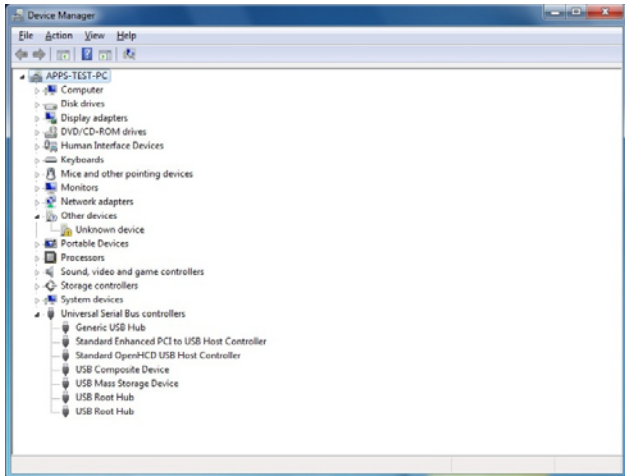 Device Manager
File Action View Help
APPS-TEST-PC
Computer
Disk drives
Display adapters
DVD/CD-ROM drives
Human Interface Devices
Keyboards
Mice and other pointing devices
Monitors
Network adapters
Other devices
Unknown device
Portable Devices
Processors
Sound, video and game controllers
Storage controllers
System devices
Universal Serial Bus controllers
Generic USB Hub
Standard Enhanced PCI to USB Host Controller
Standard OpenHCD USB Host Controller
USB Composite Device
USB Mass Storage Device
USB Root Hub
USB Root Hub